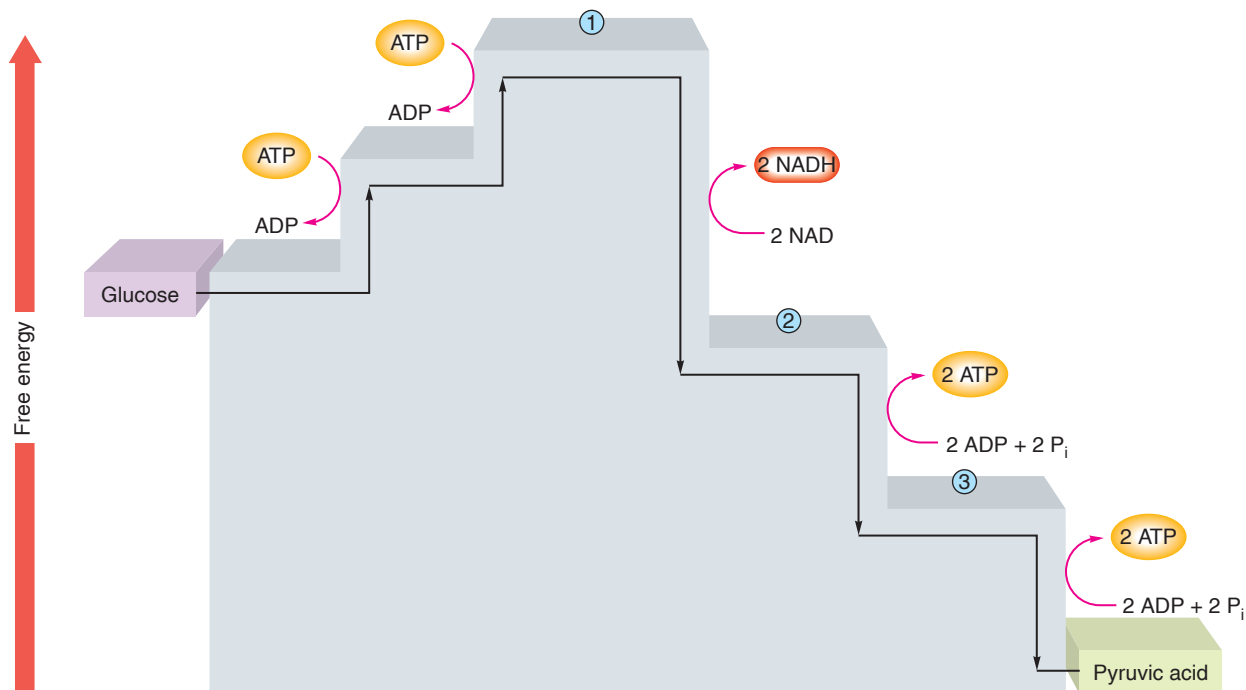 1
ATP
ADP
ATP
ADP
2 NADH
2 NAD
Glucose
Free energy
2
2 ATP
2 ADP + 2 Pi
3
2 ATP
2 ADP + 2 Pi
Pyruvic acid